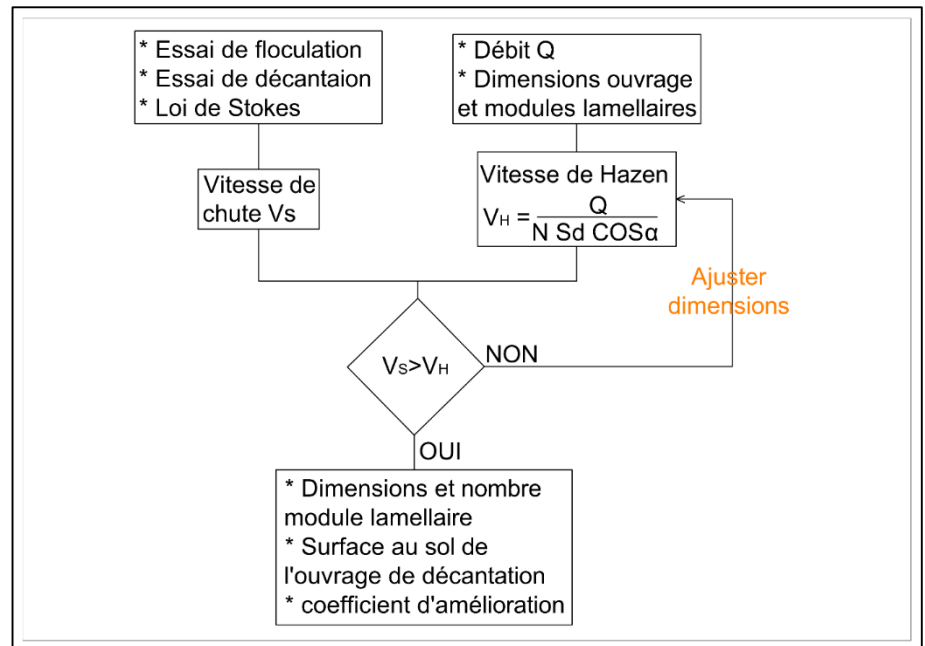 * Essai de floculation
* Essai de décantaion
* Loi de Stokes
* Débit Q
* Dimensions ouvrage
et modules lamellaires
Vitesse de
chute Vs
Vitesse de Hazen
VH = Q
N Sd COSα
Ajuster
dimensions
VS>VH
NON
OUI
* Dimensions et nombre
module lamellaire
* Surface au sol de
l'ouvrage de décantation
* coefficient d'amélioration